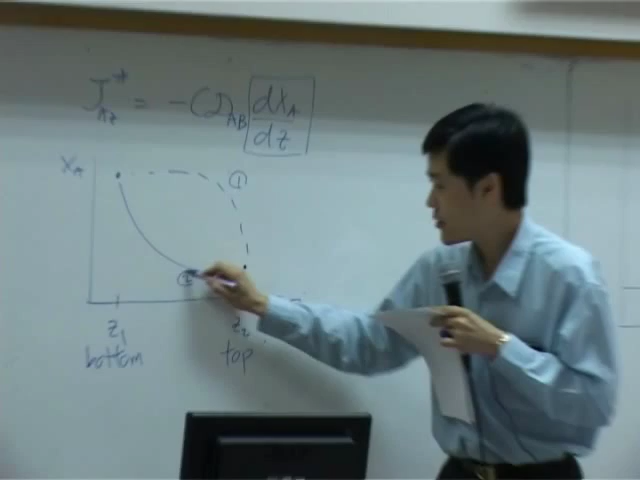 J*Az = -CDAB dxA/dz
xA
①
②
z1 z2
bottom top